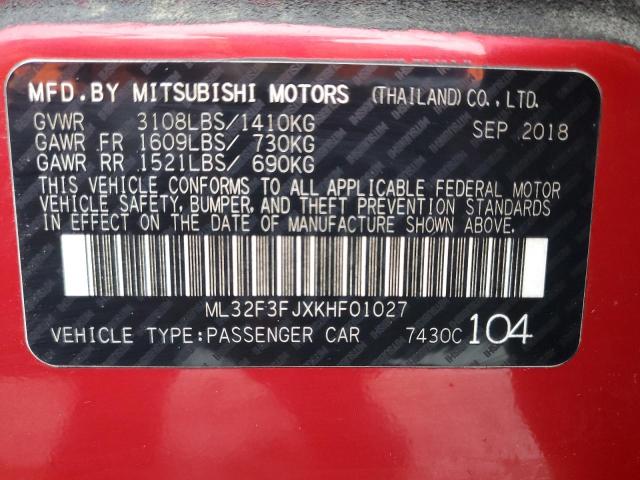 MFD.BY MITSUBISHI MOTORS (THAILAND)CO.,LTD.
GVWR 3108LBS/1410KG SEP 2018
GAWR FR 1609LBS/ 730KG
GAWR RR 1521LBS/ 690KG
THIS VEHICLE CONFORMS TO ALL APPLICABLE FEDERAL MOTOR
VEHICLE SAFETY, BUMPER, AND THEFT PREVENTION STANDARDS
IN EFFECT ON THE DATE OF MANUFACTURE SHOWN ABOVE.
ML32F3FJXKHF01027
VEHICLE TYPE:PASSENGER CAR 7430C 104